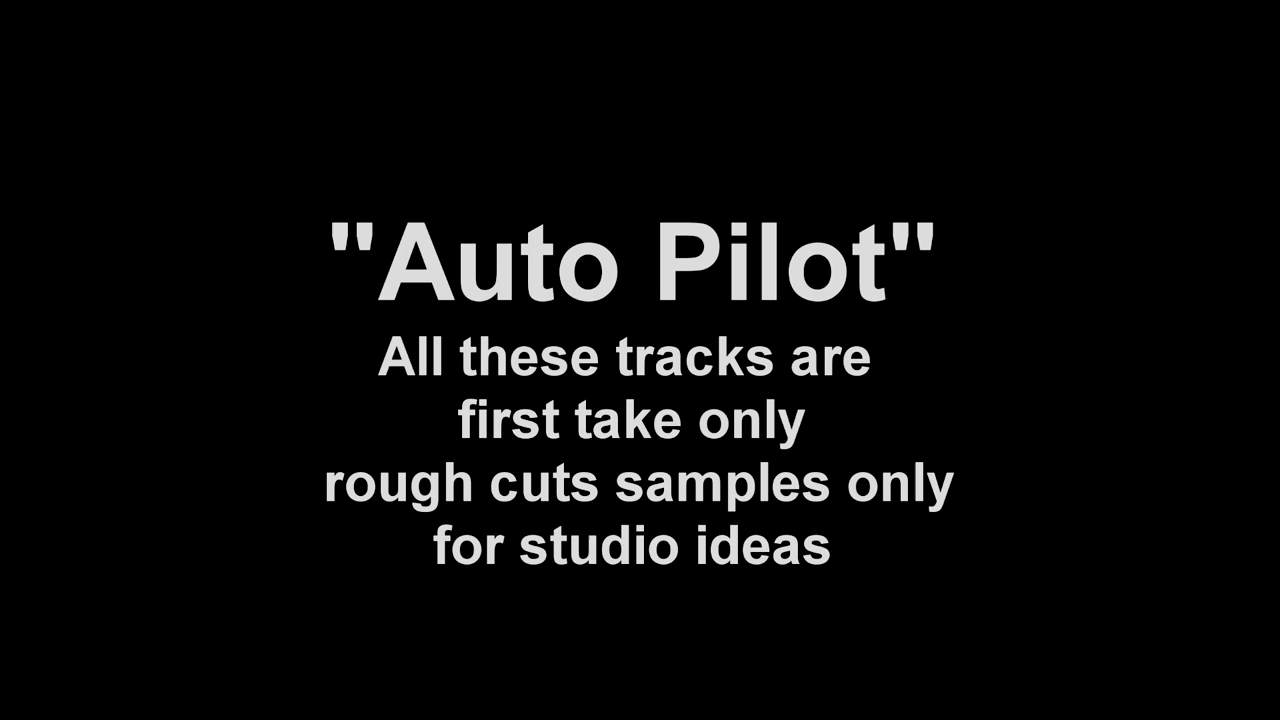 "Auto Pilot"
All these tracks are
first take only
rough cuts samples only
for studio ideas